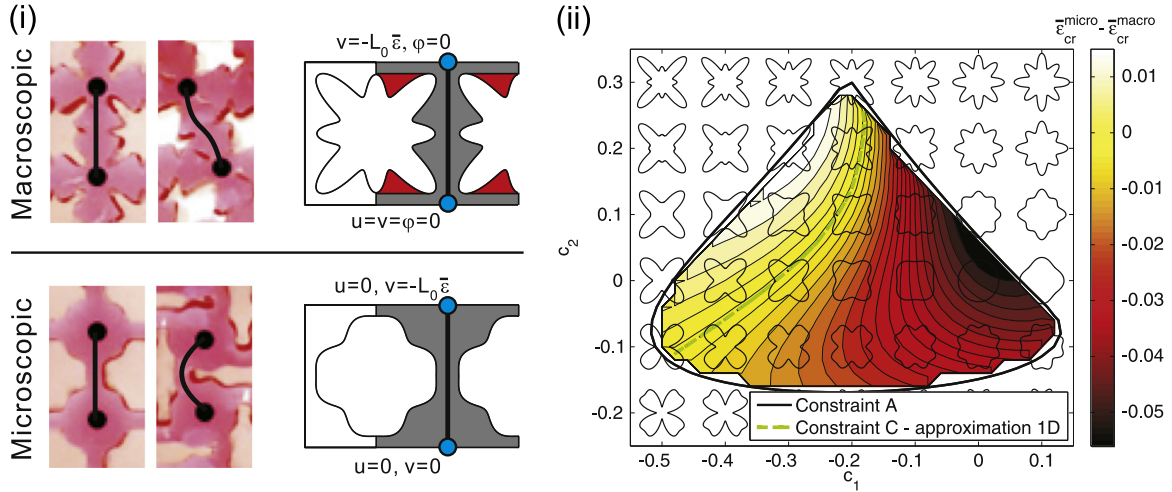 (i)
Macroscopic
v=-L₀ε̄, φ=0
u=v=φ=0
Microscopic
u=0, v=-L₀ε̄
u=0, v=0
(ii)
ε̄cr^micro - ε̄cr^macro
c₂
0.3
0.2
0.1
0
-0.1
-0.2
-0.5
-0.4
-0.3
-0.2
-0.1
0
0.1
c₁
Constraint A
Constraint C - approximation 1D
0.01
0
-0.01
-0.02
-0.03
-0.04
-0.05